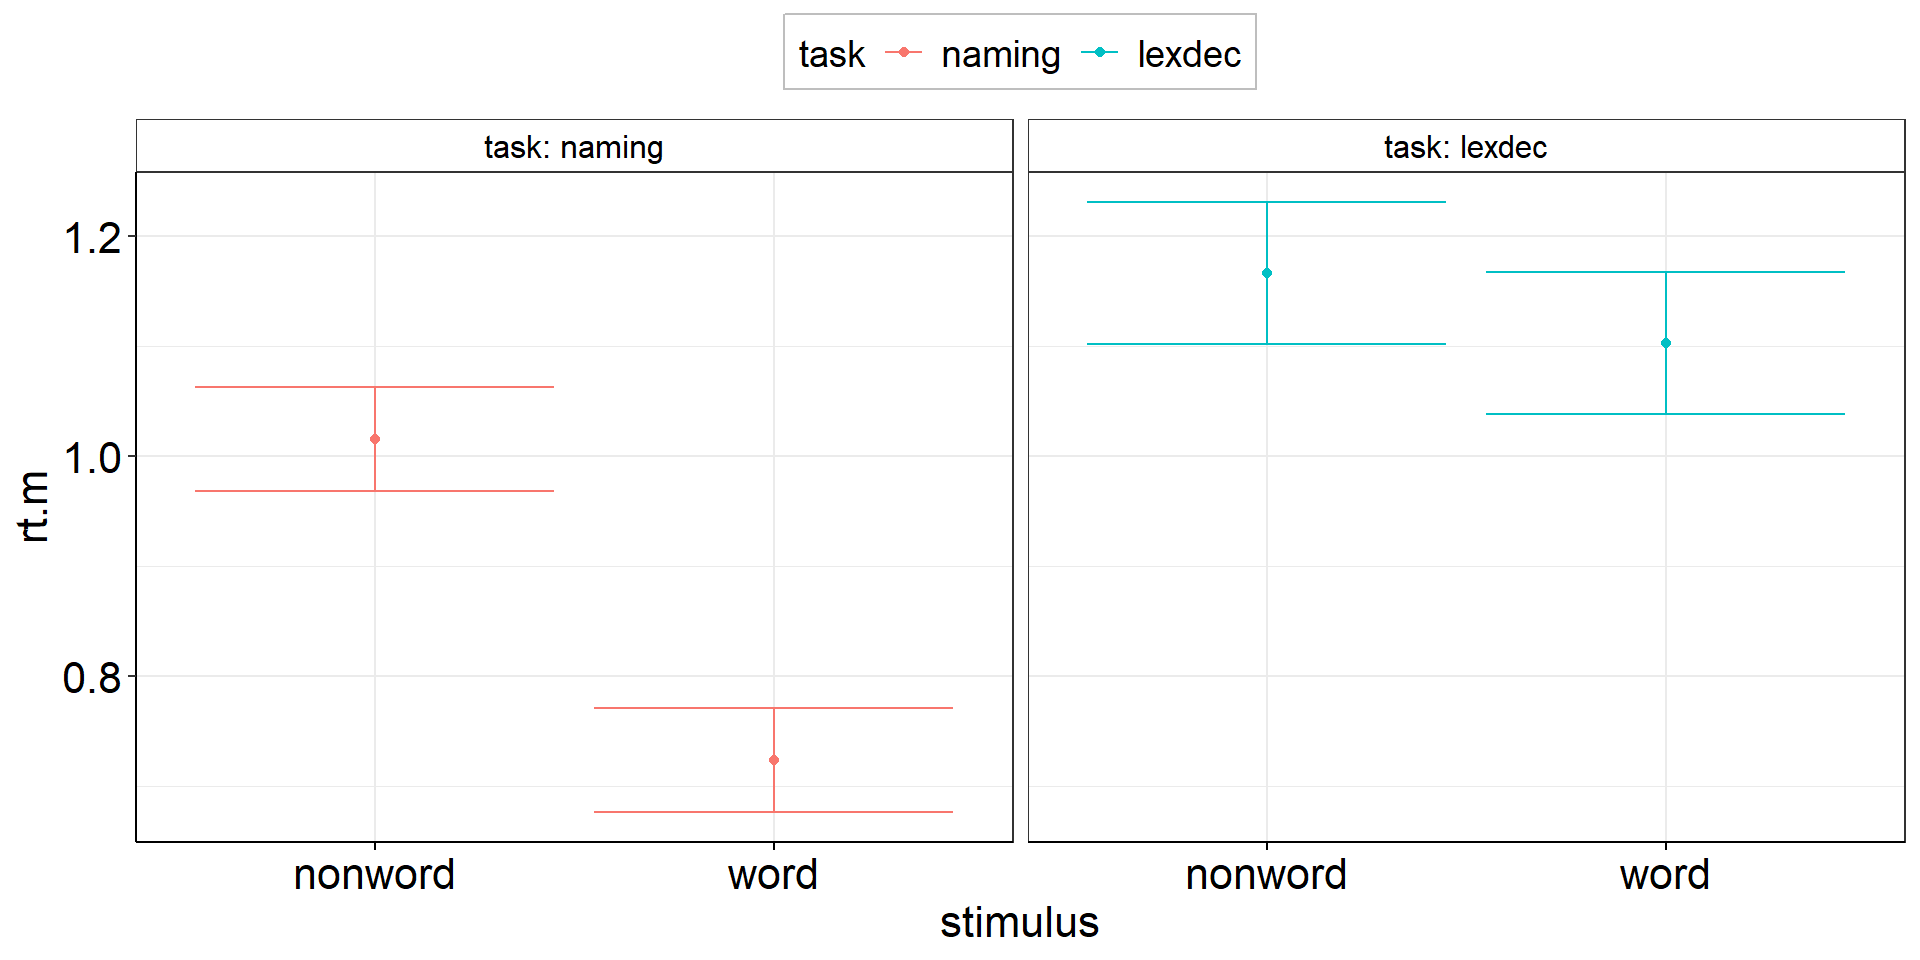 task naming lexdec
task: naming task: lexdec
1.2
1.0
0.8
rt.m
nonword word nonword word
stimulus